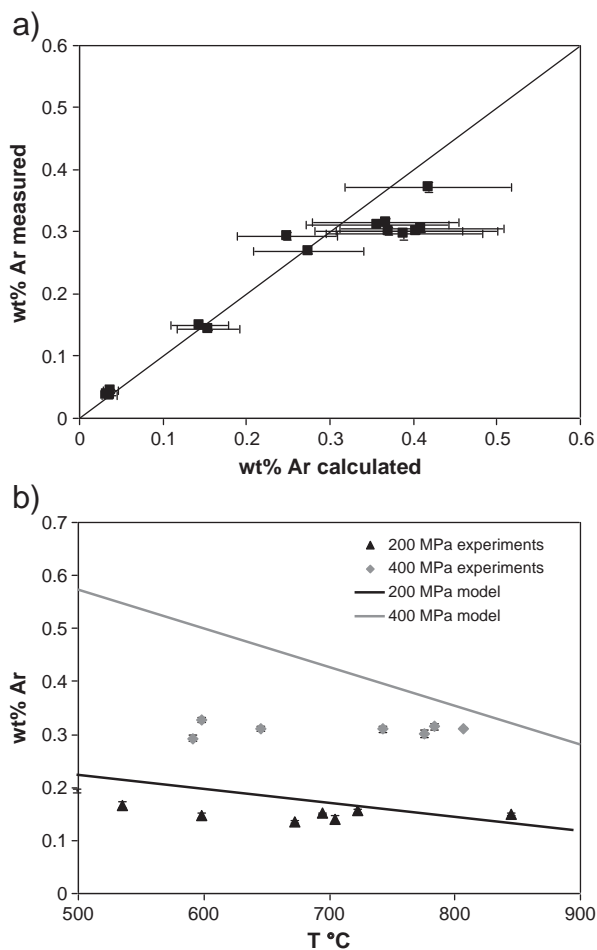 a)
0.6
0.5
0.4
0.3
0.2
0.1
0
0 0.1 0.2 0.3 0.4 0.5 0.6
wt% Ar measured
wt% Ar calculated
b)
0.7
0.6
0.5
0.4
0.3
0.2
0.1
0
500 600 700 800 900
wt% Ar
T °C
200 MPa experiments
400 MPa experiments
200 MPa model
400 MPa model